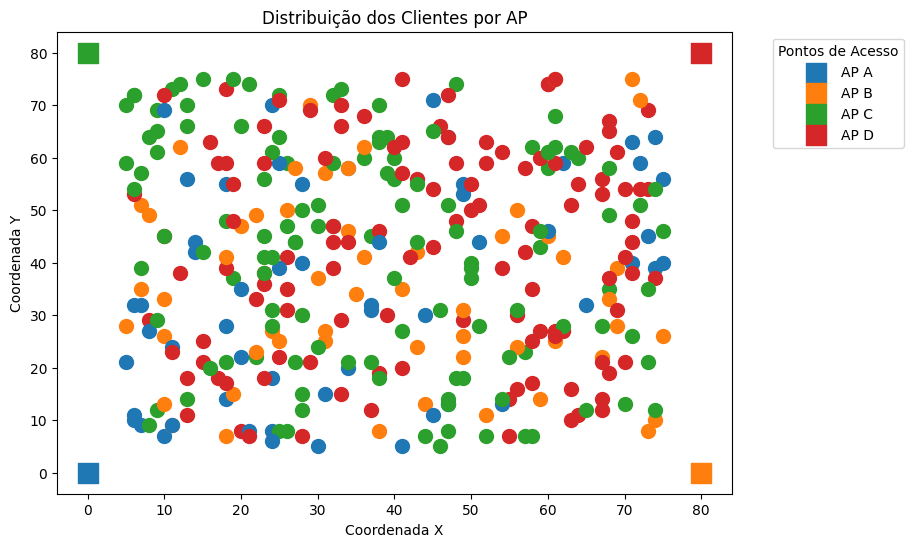 Distribuição dos Clientes por AP
Coordenada Y
80
70
60
50
40
30
20
10
0
0 10 20 30 40 50 60 70 80
Coordenada X
Pontos de Acesso
AP A
AP B
AP C
AP D